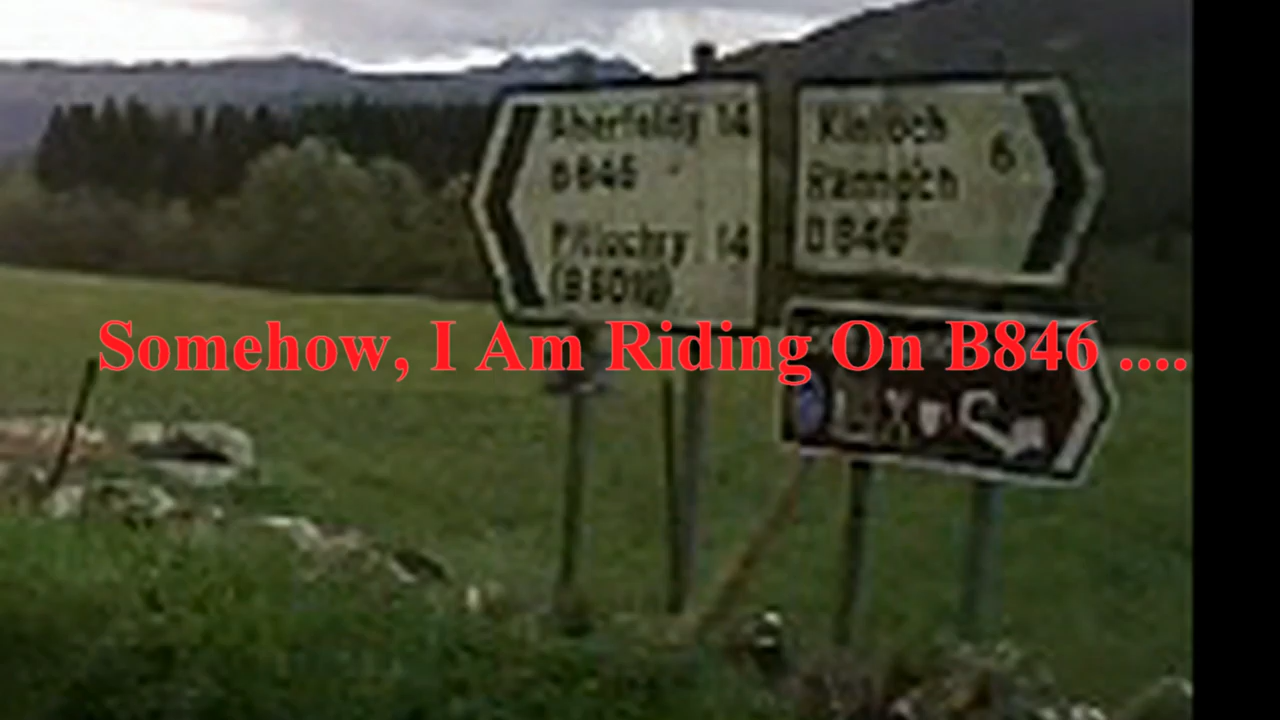 Aberfeldy 14
B846
Pitlochry 14
(B8019)
Kinloch
Rannoch
6
B846
Somehow, I Am Riding On B846 ....